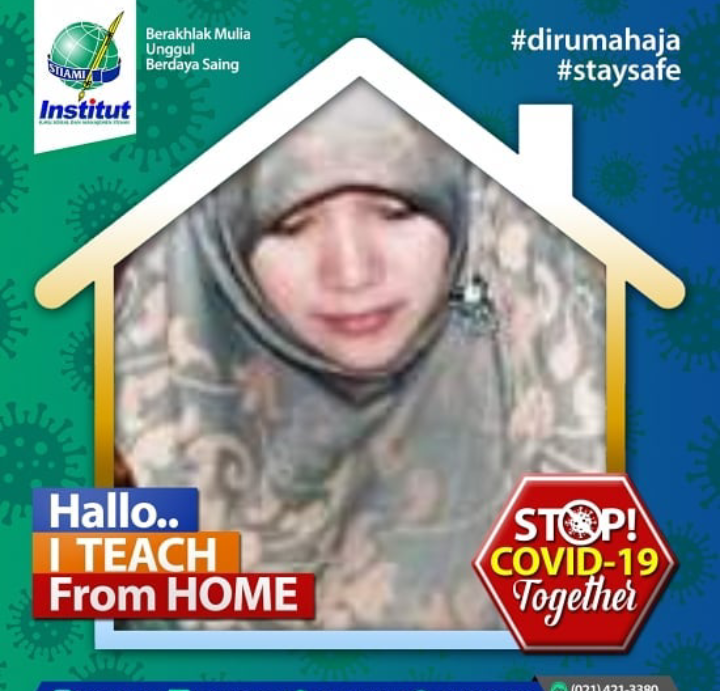 STIAMI
Institut
Berakhlak Mulia
Unggul
Berdaya Saing
#dirumahaja
#staysafe
Hallo..
I TEACH
From HOME
STOP!
COVID-19
Together
(021) 421-3380